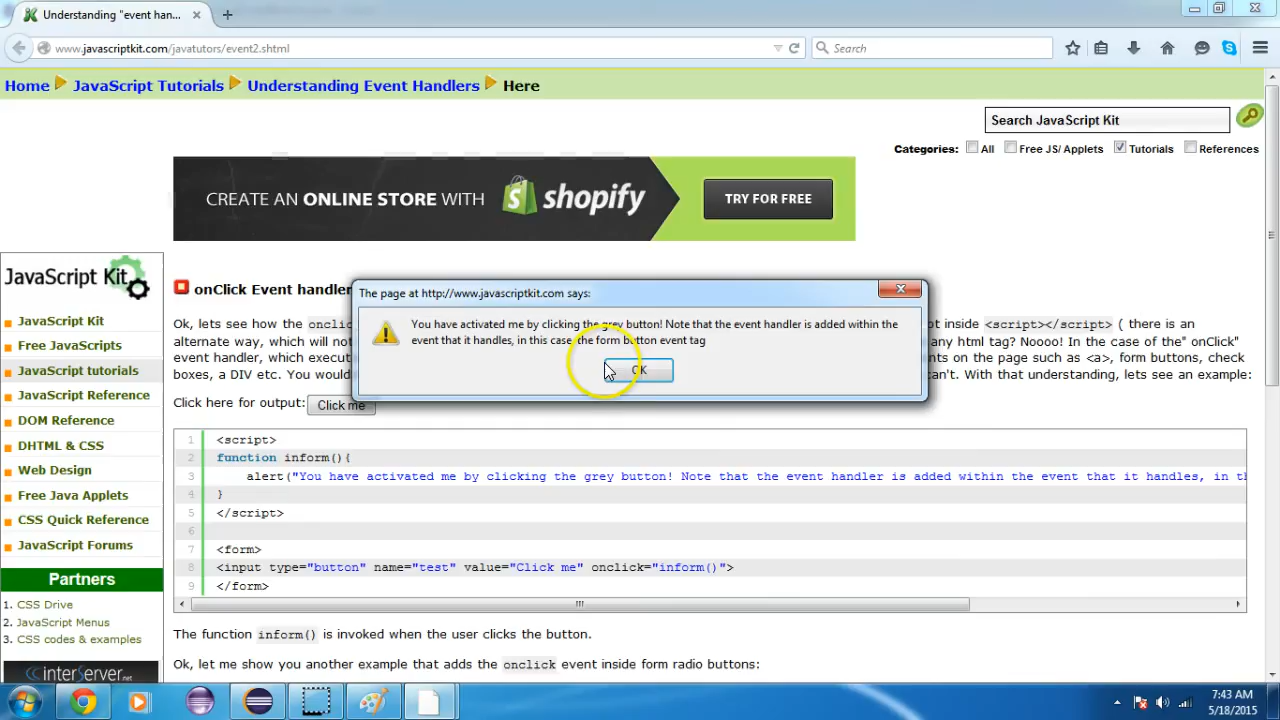 Understanding "event han...
www.javascriptkit.com/javatutors/event2.shtml
Search
Home JavaScript Tutorials Understanding Event Handlers Here
Search JavaScript Kit
Categories: All Free JS/ Applets Tutorials References
CREATE AN ONLINE STORE WITH shopify TRY FOR FREE
JavaScript Kit
JavaScript Kit
Free JavaScripts
JavaScript tutorials
JavaScript Reference
DOM Reference
DHTML & CSS
Web Design
Free Java Applets
CSS Quick Reference
JavaScript Forums
Partners
1. CSS Drive
2. JavaScript Menus
3. CSS codes & examples
interServer.net
onClick Event handler
Ok, lets see how the onclic
alternate way, which will not
event handler, which execut
boxes, a DIV etc. You would
ot inside <script></script> ( there is an
any html tag? Noooo! In the case of the" onClick"
nts on the page such as <a>, form buttons, check
can't. With that understanding, lets see an example:
The page at http://www.javascriptkit.com says:
You have activated me by clicking the grey button! Note that the event handler is added within the
event that it handles, in this case, the form button event tag
OK
Click here for output: Click me
1 <script>
2 function inform(){
3 alert("You have activated me by clicking the grey button! Note that the event handler is added within the event that it handles, in th
4 }
5 </script>
6
7 <form>
8 <input type="button" name="test" value="Click me" onclick="inform()">
9 </form>
The function inform() is invoked when the user clicks the button.
Ok, let me show you another example that adds the onclick event inside form radio buttons:
7:43 AM
5/18/2015